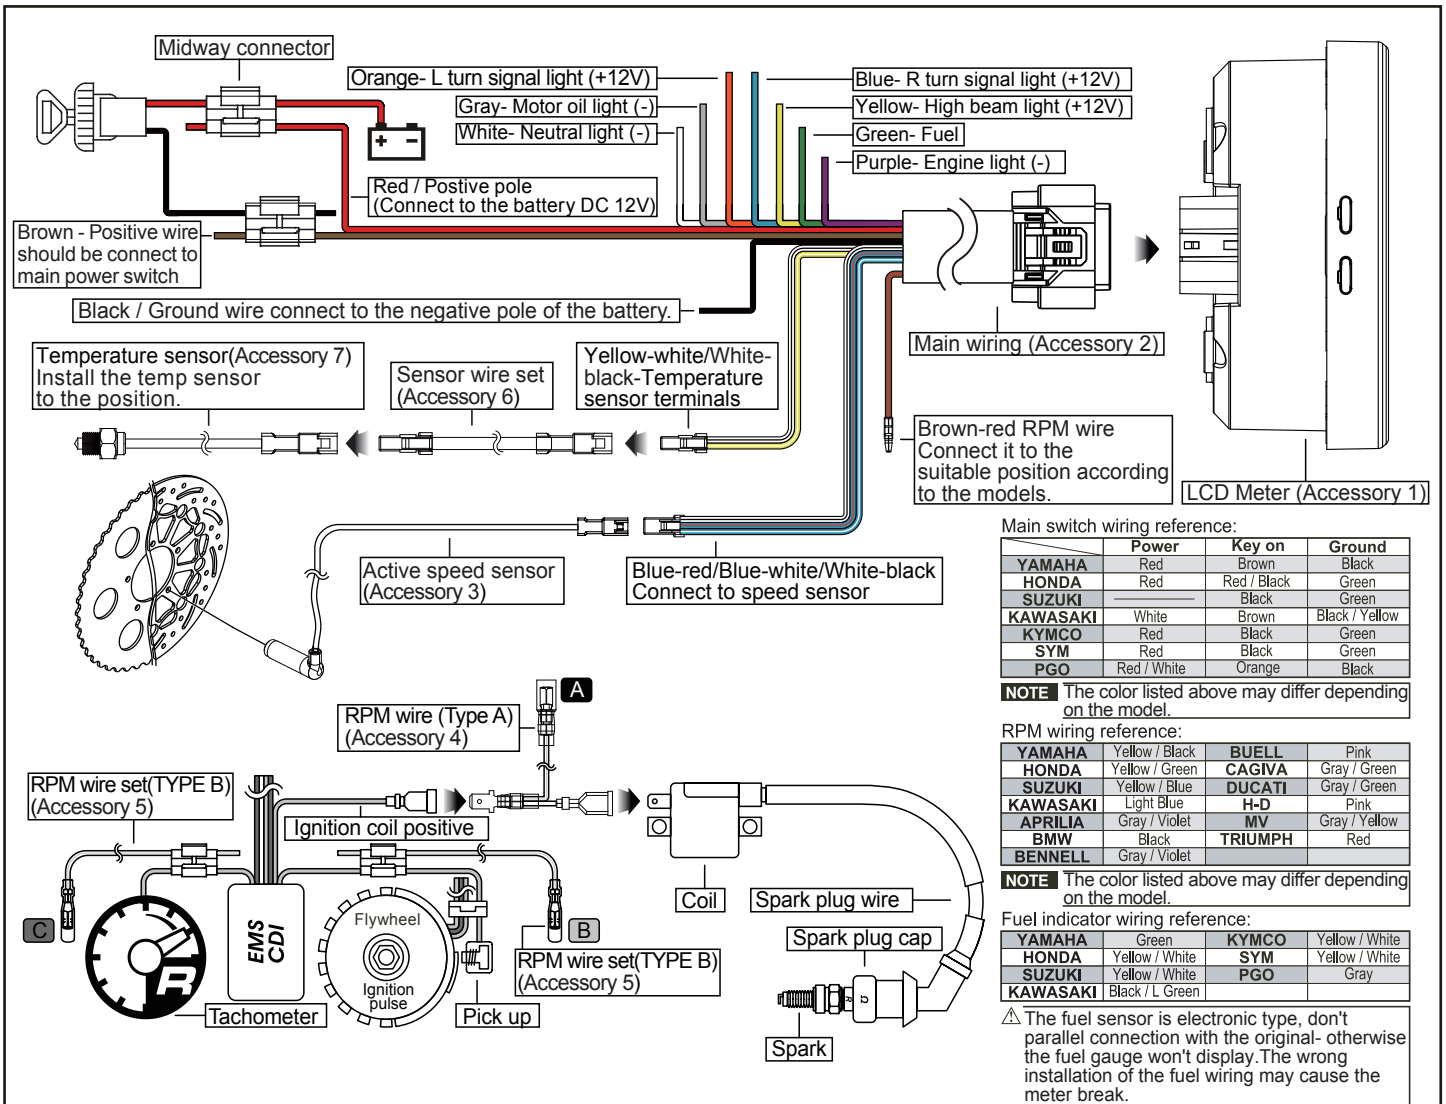 Midway connector
Orange- L turn signal light (+12V)
Gray- Motor oil light (-)
White- Neutral light (-)
Blue- R turn signal light (+12V)
Yellow- High beam light (+12V)
Green- Fuel
Purple- Engine light (-)
+ -
Red / Postive pole
(Connect to the battery DC 12V)
Brown - Positive wire
should be connect to
main power switch
Black / Ground wire connect to the negative pole of the battery.
Main wiring (Accessory 2)
Temperature sensor(Accessory 7)
Install the temp sensor
to the position.
Sensor wire set
(Accessory 6)
Yellow-white/White-
black-Temperature
sensor terminals
Brown-red RPM wire
Connect it to the
suitable position according
to the models.
LCD Meter (Accessory 1)
Active speed sensor
(Accessory 3)
Blue-red/Blue-white/White-black
Connect to speed sensor
Main switch wiring reference:
Power Key on Ground
YAMAHA Red Brown Black
HONDA Red Red / Black Green
SUZUKI ——— Black Green
KAWASAKI White Brown Black / Yellow
KYMCO Red Black Green
SYM Red Black Green
PGO Red / White Orange Black
NOTE The color listed above may differ depending
on the model.
RPM wiring reference:
YAMAHA Yellow / Black BUELL Pink
HONDA Yellow / Green CAGIVA Gray / Green
SUZUKI Yellow / Blue DUCATI Gray / Green
KAWASAKI Light Blue H-D Pink
APRILIA Gray / Violet MV Gray / Yellow
BMW Black TRIUMPH Red
BENNELL Gray / Violet
NOTE The color listed above may differ depending
on the model.
Fuel indicator wiring reference:
YAMAHA Green KYMCO Yellow / White
HONDA Yellow / White SYM Yellow / White
SUZUKI Yellow / White PGO Gray
KAWASAKI Black / L Green
⚠ The fuel sensor is electronic type, don't
parallel connection with the original- otherwise
the fuel gauge won't display.The wrong
installation of the fuel wiring may cause the
meter break.
A
RPM wire (Type A)
(Accessory 4)
RPM wire set(TYPE B)
(Accessory 5)
Ignition coil positive
C
R
Tachometer
EMS
CDI
Flywheel
Ignition
pulse
Pick up
B
RPM wire set(TYPE B)
(Accessory 5)
Coil
Spark plug wire
Spark plug cap
Ω
R
Spark